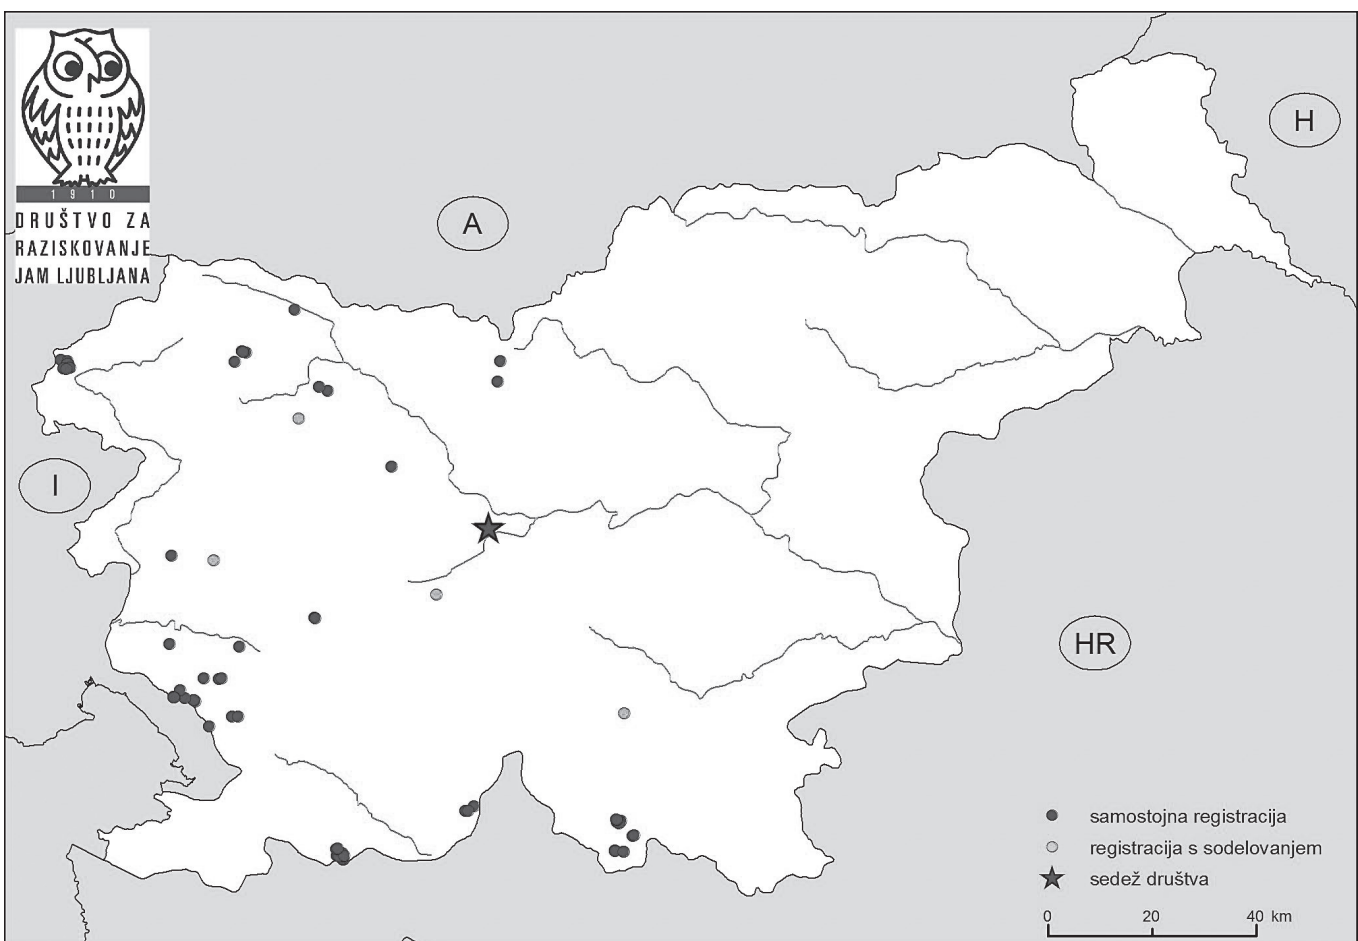 1910
DRUŠTVO ZA
RAZISKOVANJE
JAM LJUBLJANA
H
A
I
HR
samostojna registracija
registracija s sodelovanjem
sedež društva
0 20 40 km